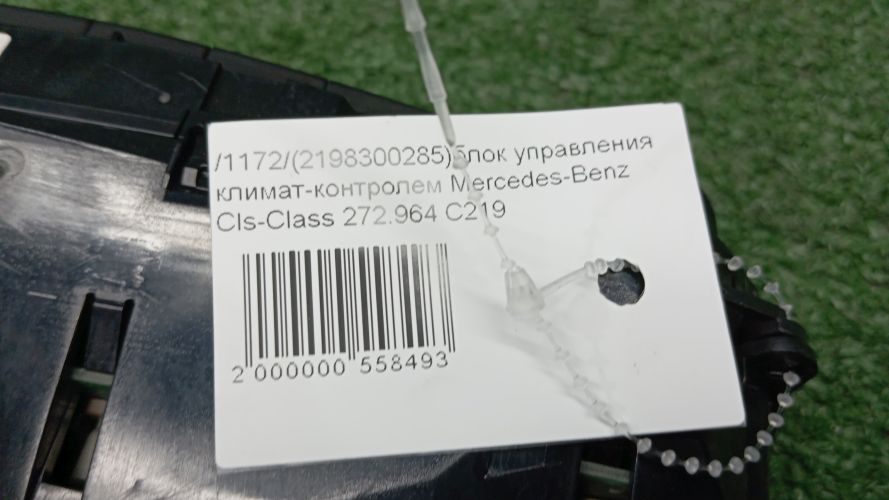 /1172/(2198300285)блок управления
климат-контролем Mercedes-Benz
Cls-Class 272.964 C219
2 000000 558493